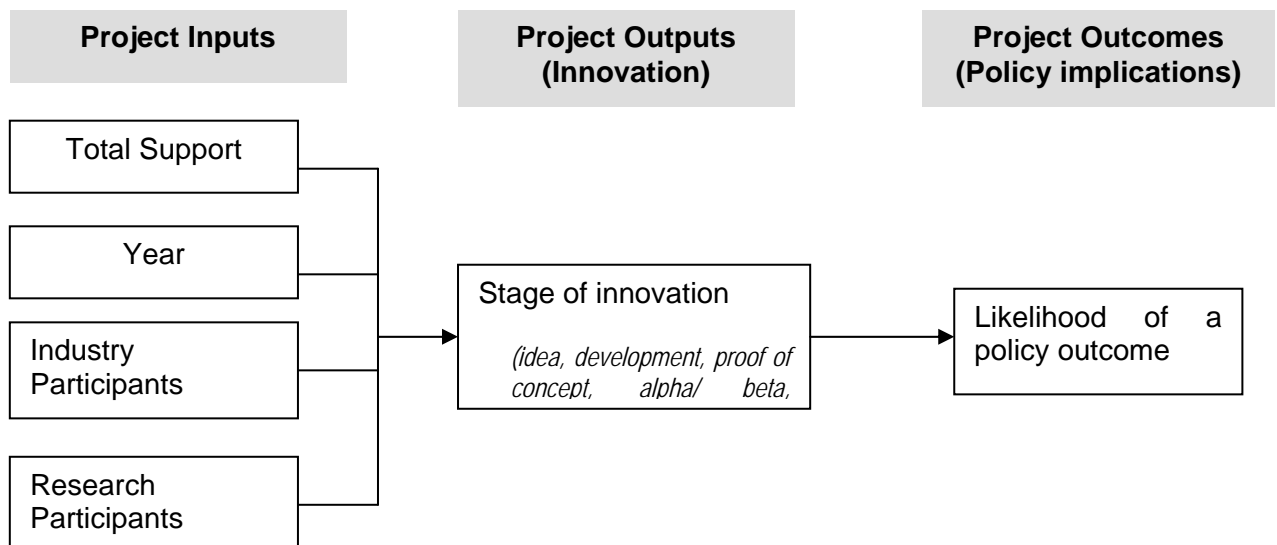 Project Inputs
Project Outputs
(Innovation)
Project Outcomes
(Policy implications)
Total Support
Year
Industry
Participants
Research
Participants
Stage of innovation
(idea, development, proof of
concept, alpha/ beta,
Likelihood of a
policy outcome